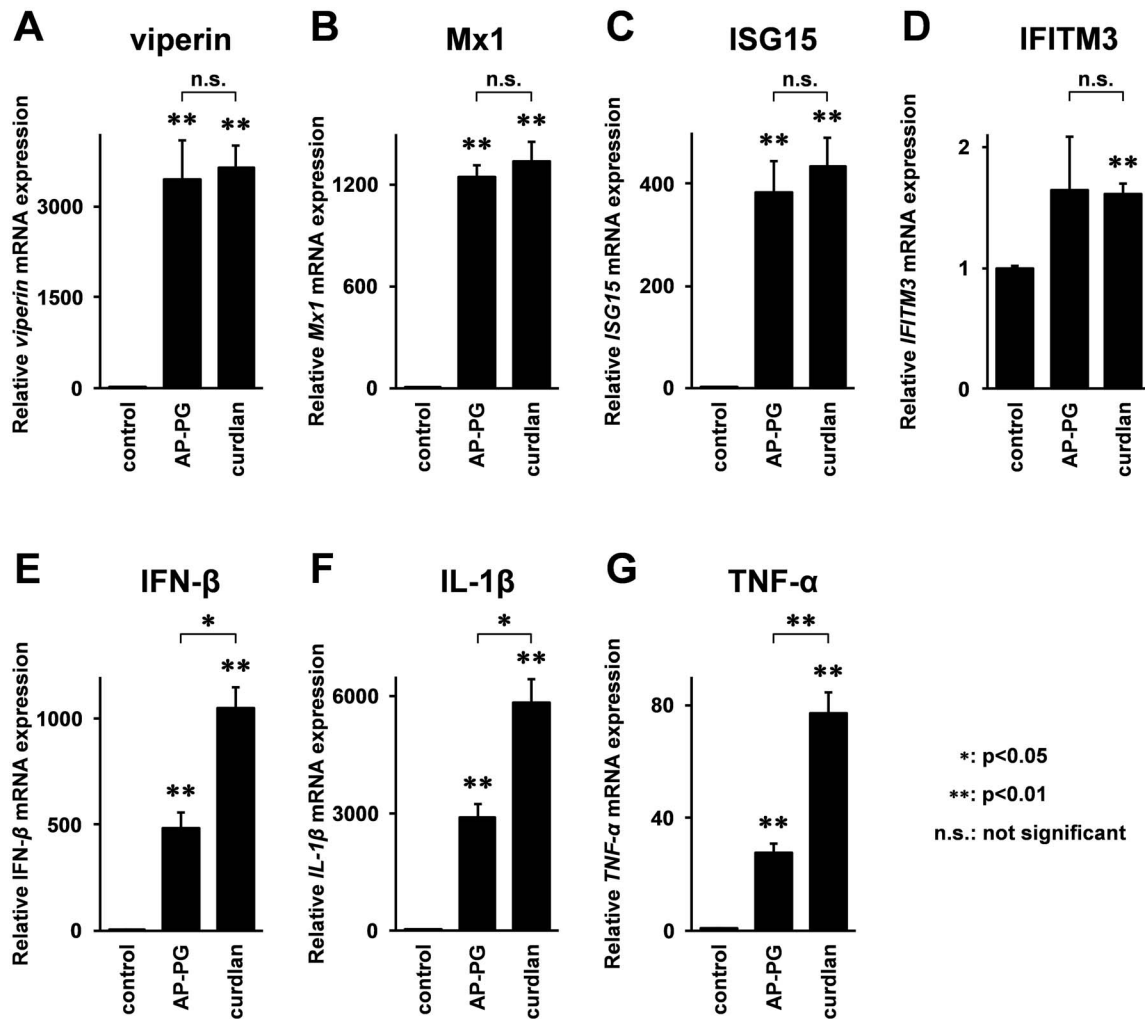 A
viperin
n.s.
** **
Relative viperin mRNA expression
3000
1500
0
control
AP-PG
curdlan
B
Mx1
n.s.
** **
Relative Mx1 mRNA expression
1200
600
0
control
AP-PG
curdlan
C
ISG15
n.s.
** **
Relative ISG15 mRNA expression
400
200
0
control
AP-PG
curdlan
D
IFITM3
n.s.
**
Relative IFITM3 mRNA expression
2
1
0
control
AP-PG
curdlan
E
IFN-β
*
**
**
Relative IFN-β mRNA expression
1000
500
0
control
AP-PG
curdlan
F
IL-1β
*
**
**
Relative IL-1β mRNA expression
6000
3000
0
control
AP-PG
curdlan
G
TNF-α
**
**
**
Relative TNF-α mRNA expression
80
40
0
control
AP-PG
curdlan
*: p<0.05
**: p<0.01
n.s.: not significant